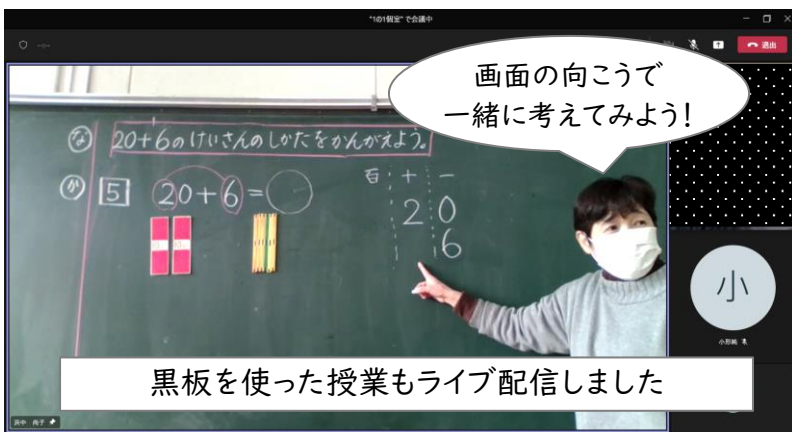 "1の1個室"で会議中
退出
画面の向こうで
一緒に考えてみよう!
な 20+6のけいさんのしかたをかんがえよう。
か 5 20+6=
百 十 一
2 0
6
小
黒板を使った授業もライブ配信しました